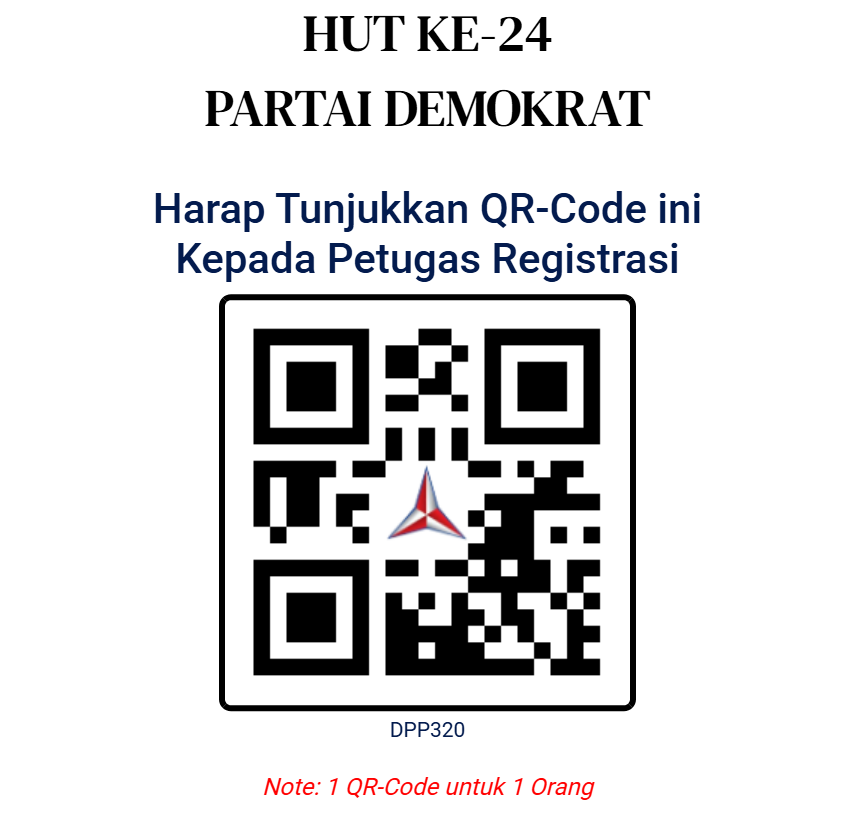 HUT KE-24
PARTAI DEMOKRAT
Harap Tunjukkan QR-Code ini
Kepada Petugas Registrasi
DPP320
Note: 1 QR-Code untuk 1 Orang